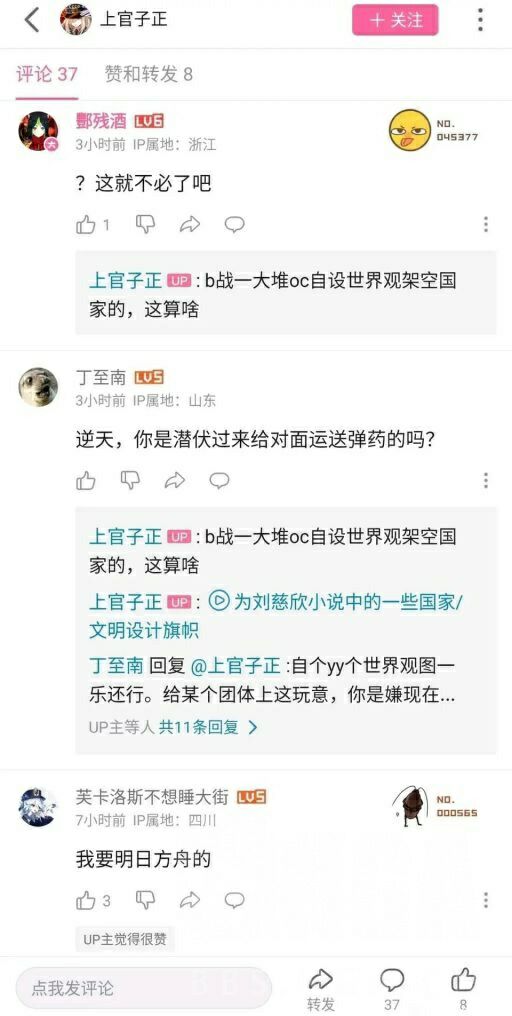 上官子正
＋ 关注
评论 37 赞和转发 8
酆残酒 LV6
3小时前 IP属地：浙江
NO.
045377
？这就不必了吧
1
上官子正 UP : b战一大堆oc自设世界观架空国
家的，这算啥
丁至南 LV5
3小时前 IP属地：山东
逆天，你是潜伏过来给对面运送弹药的吗？
上官子正 UP : b战一大堆oc自设世界观架空国
家的，这算啥
上官子正 UP : 为刘慈欣小说中的一些国家/
文明设计旗帜
丁至南 回复 @上官子正 :自个yy个世界观图一
乐还行。给某个团体上这玩意，你是嫌现在...
UP主等人 共11条回复
芙卡洛斯不想睡大街 LV5
7小时前 IP属地：四川
NO.
000565
我要明日方舟的
3
UP主觉得很赞
点我发评论
转发
37
8